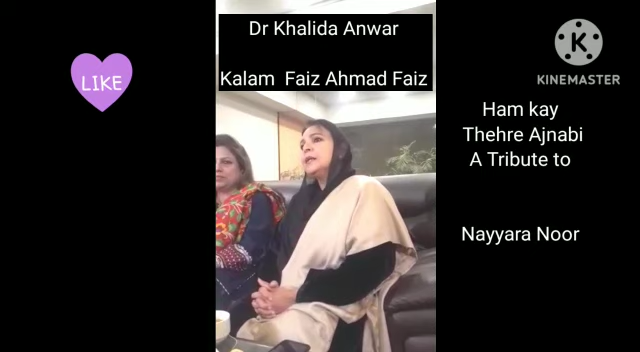 Dr Khalida Anwar
Kalam Faiz Ahmad Faiz
LIKE
K
KINEMASTER
Ham kay
Thehre Ajnabi
A Tribute to
Nayyara Noor